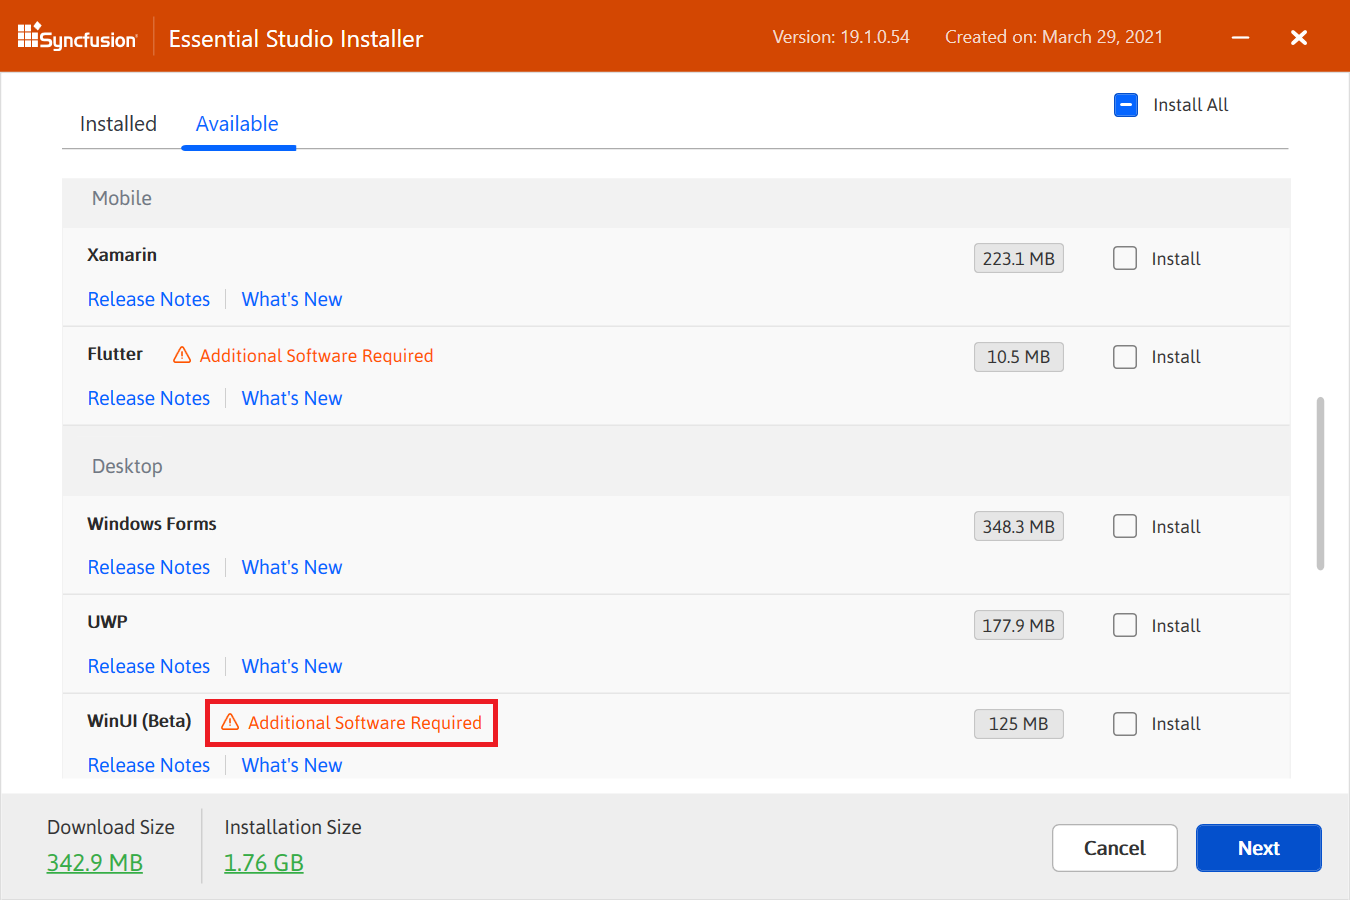 Syncfusion Essential Studio Installer Version: 19.1.0.54 Created on: March 29, 2021
Install All
Installed Available
Mobile
Xamarin 223.1 MB Install
Release Notes What's New
Flutter Additional Software Required 10.5 MB Install
Release Notes What's New
Desktop
Windows Forms 348.3 MB Install
Release Notes What's New
UWP 177.9 MB Install
Release Notes What's New
WinUI (Beta) Additional Software Required 125 MB Install
Release Notes What's New
Download Size Installation Size
342.9 MB 1.76 GB
Cancel Next